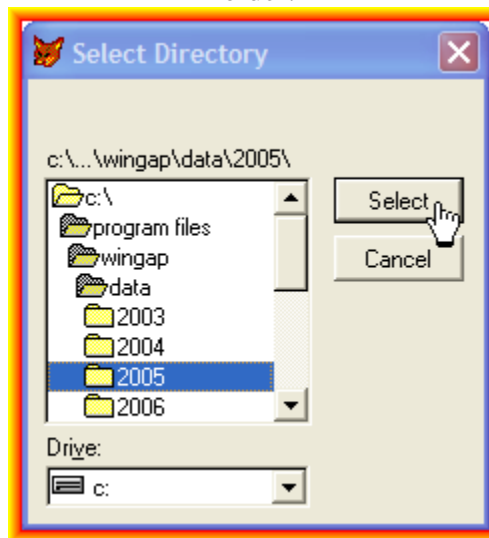 Select Directory
c:\...\wingap\data\2005\
c:\
program files
wingap
data
2003
2004
2005
2006
Select
Cancel
Drive:
c: